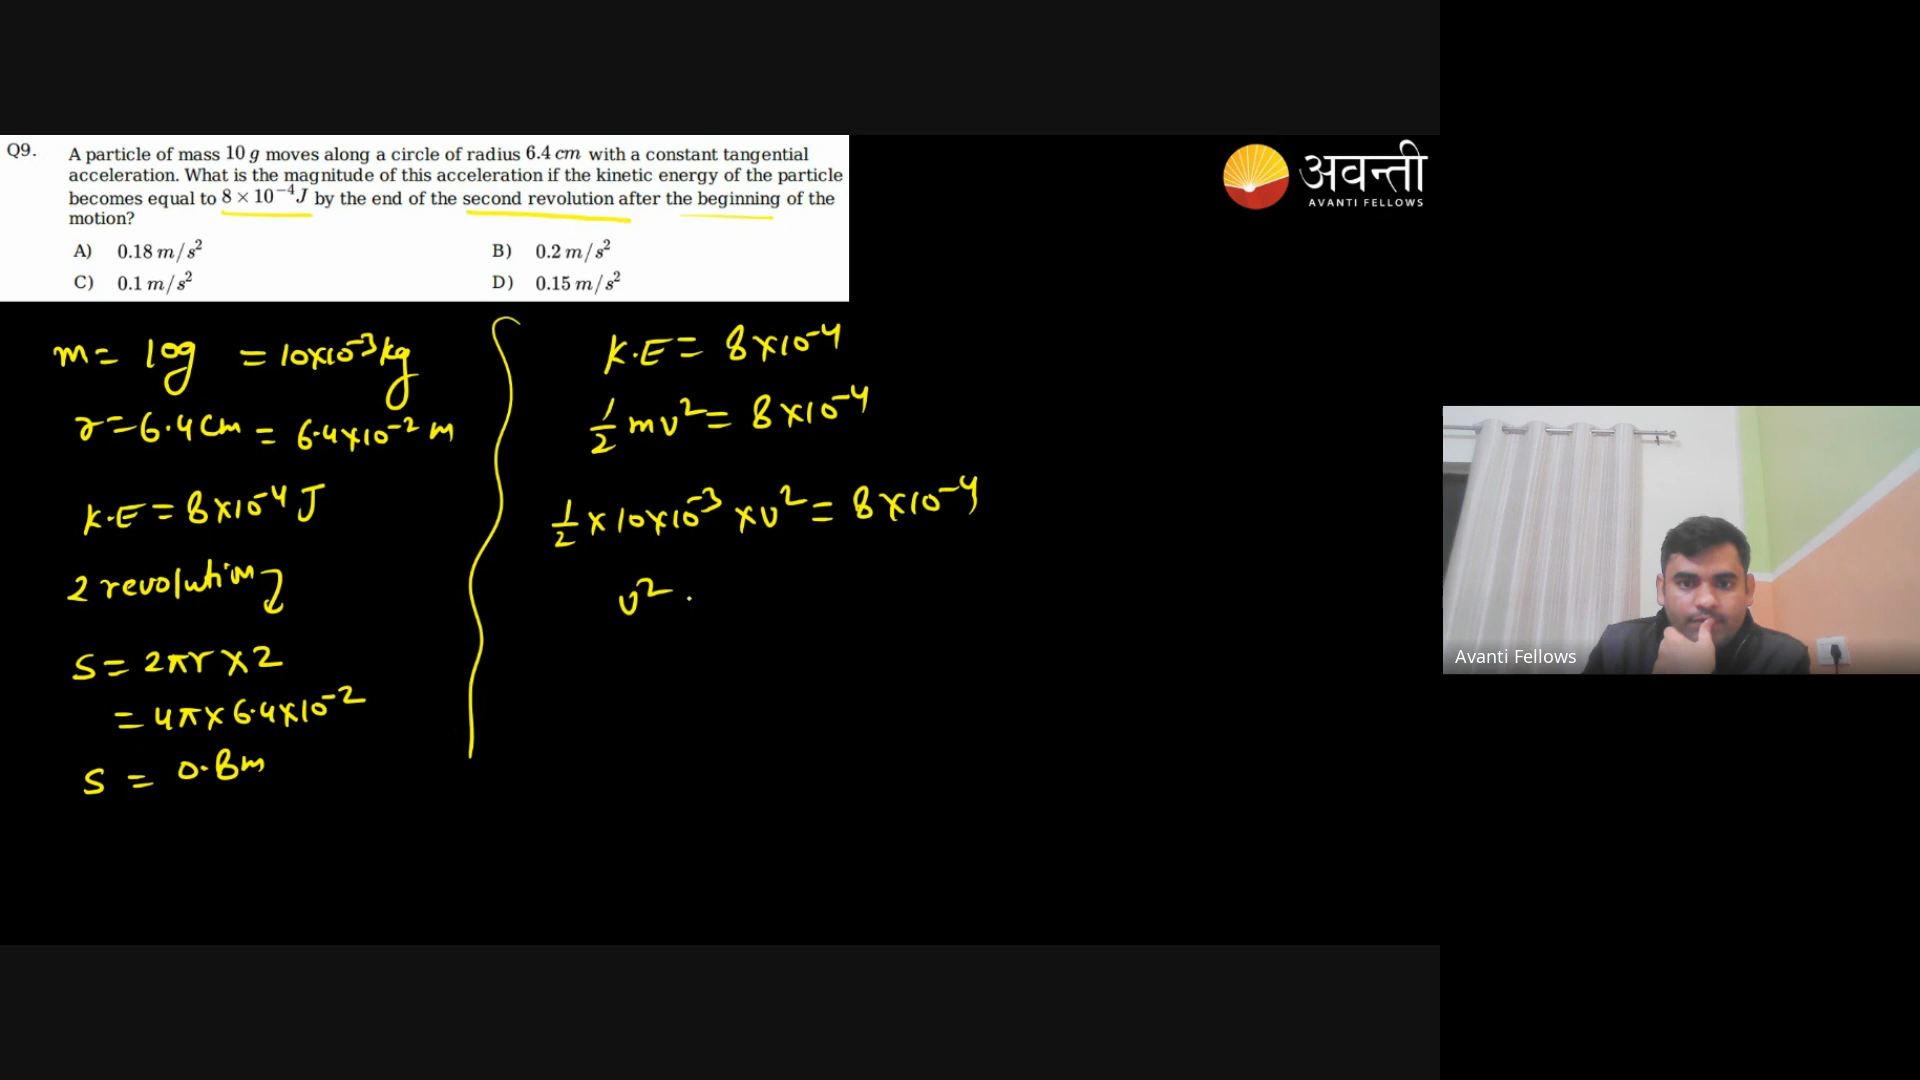 Q9. A particle of mass 10 g moves along a circle of radius 6.4 cm with a constant tangential
acceleration. What is the magnitude of this acceleration if the kinetic energy of the particle
becomes equal to 8 × 10⁻⁴ J by the end of the second revolution after the beginning of the
motion?
A) 0.18 m/s² B) 0.2 m/s²
C) 0.1 m/s² D) 0.15 m/s²
अवन्ती
AVANTI FELLOWS
m = 10g = 10×10⁻³ kg
r = 6.4 cm = 6.4×10⁻² m
K.E = 8×10⁻⁴ J
2 revolution
S = 2πr × 2
= 4π × 6.4×10⁻²
S = 0.8m
K.E = 8×10⁻⁴
1/2 mv² = 8×10⁻⁴
1/2 × 10×10⁻³ × v² = 8×10⁻⁴
v² .
Avanti Fellows